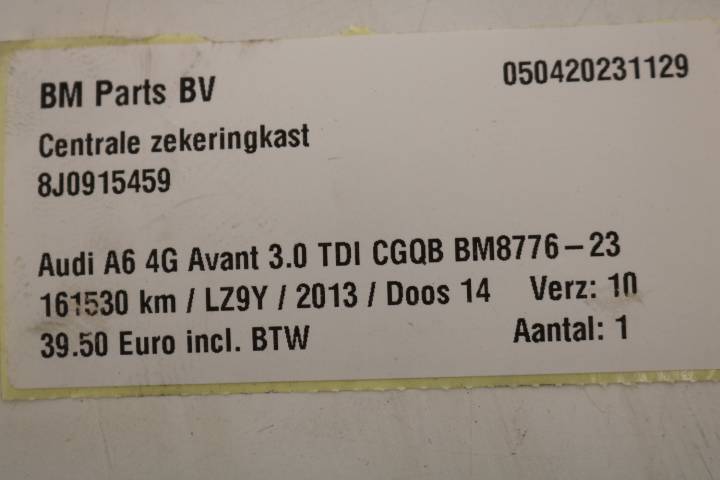 BM Parts BV 050420231129
Centrale zekeringkast
8J0915459
Audi A6 4G Avant 3.0 TDI CGQB BM8776-23
161530 km / LZ9Y / 2013 / Doos 14 Verz: 10
39.50 Euro incl. BTW Aantal: 1